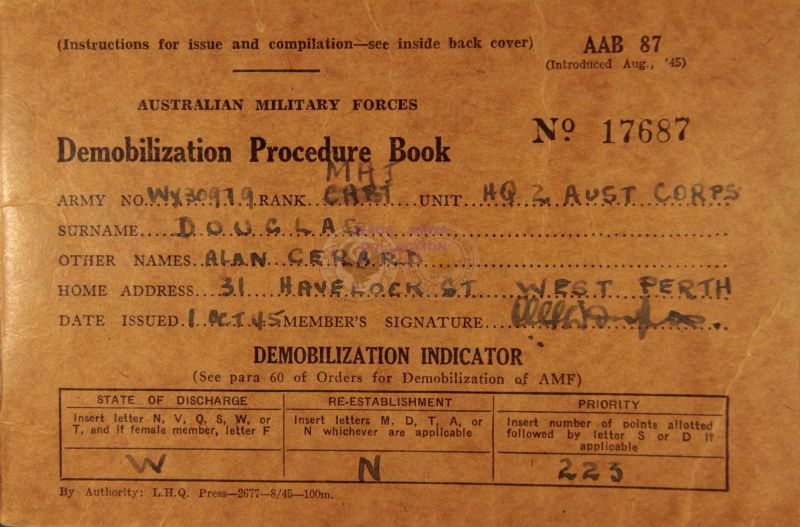 (Instructions for issue and compilation—see inside back cover)
AAB 87
(Introduced Aug., '45)
AUSTRALIAN MILITARY FORCES
Nº 17687
Demobilization Procedure Book
MAJ
ARMY NO. WX30979 RANK CAPT UNIT HQ 2 AUST CORPS
SURNAME DOUGLAS
OTHER NAMES ALAN GERARD
HOME ADDRESS 31 HAVELOCK ST WEST PERTH
DATE ISSUED 1 OCT 45 MEMBER'S SIGNATURE
DEMOBILIZATION INDICATOR
(See para 60 of Orders for Demobilization of AMF)
STATE OF DISCHARGE
Insert letter N, V, Q, S, W, or
T, and if female member, letter F
W
RE-ESTABLISHMENT
Insert letters M, D, T, A, or
N whichever are applicable
N
PRIORITY
Insert number of points allotted
followed by letter S or D if
applicable
223
By Authority: L.H.Q. Press—2677—8/45—100m.